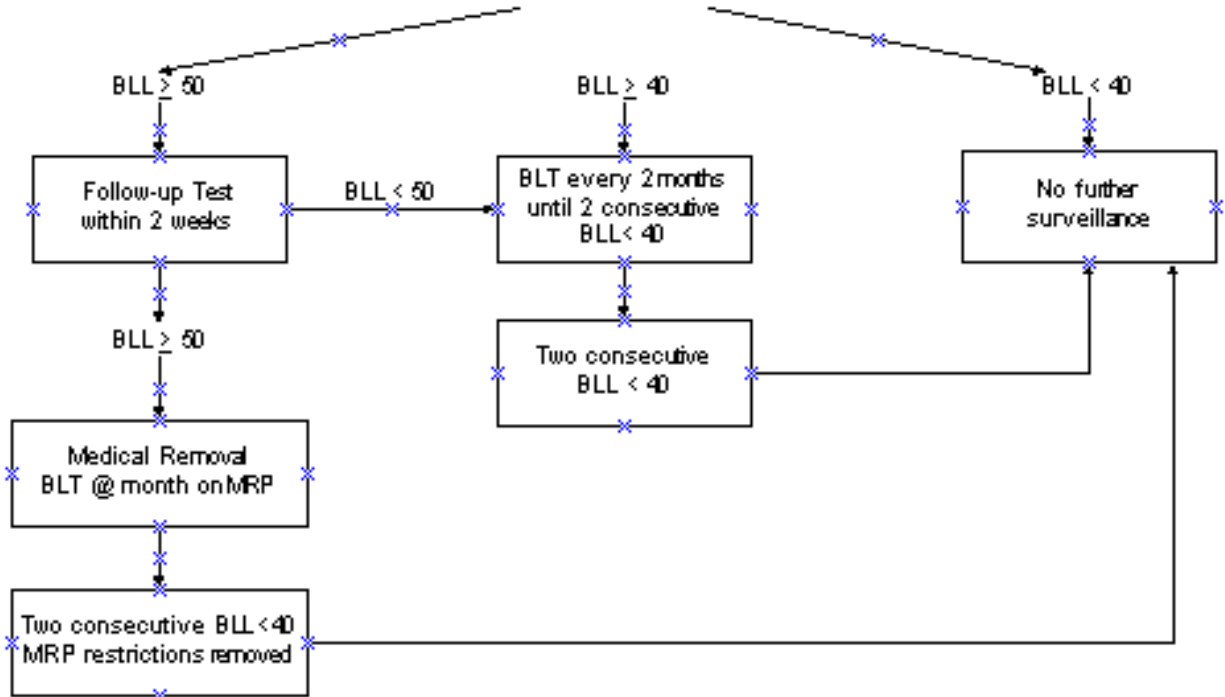 BLL ≥ 50
BLL ≥ 40
BLL < 40
Follow-up Test
within 2 weeks
BLL < 50
BLT every 2 months
until 2 consecutive
BLL< 40
No further
surveillance
BLL ≥ 50
Two consecutive
BLL < 40
Medical Removal
BLT @ month on MRP
Two consecutive BLL<40
MRP restrictions removed